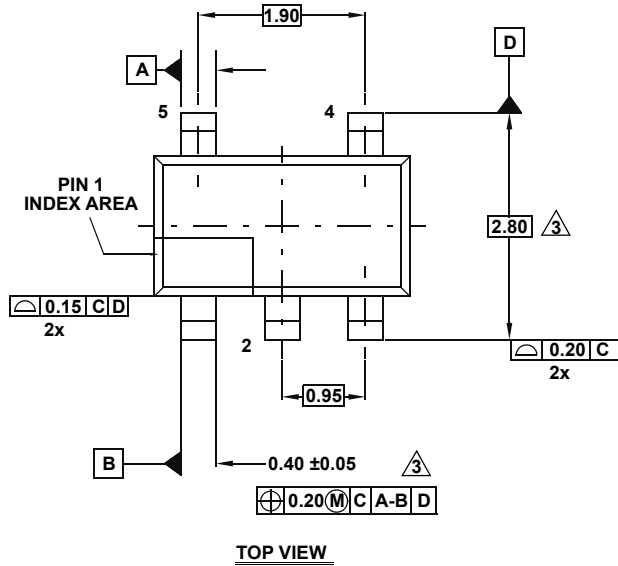 1.90
A
D
5
4
PIN 1
INDEX AREA
2.80 3
0.15 C D
2x
2
0.20 C
2x
0.95
B
0.40 ±0.05 3
0.20 M C A-B D
TOP VIEW